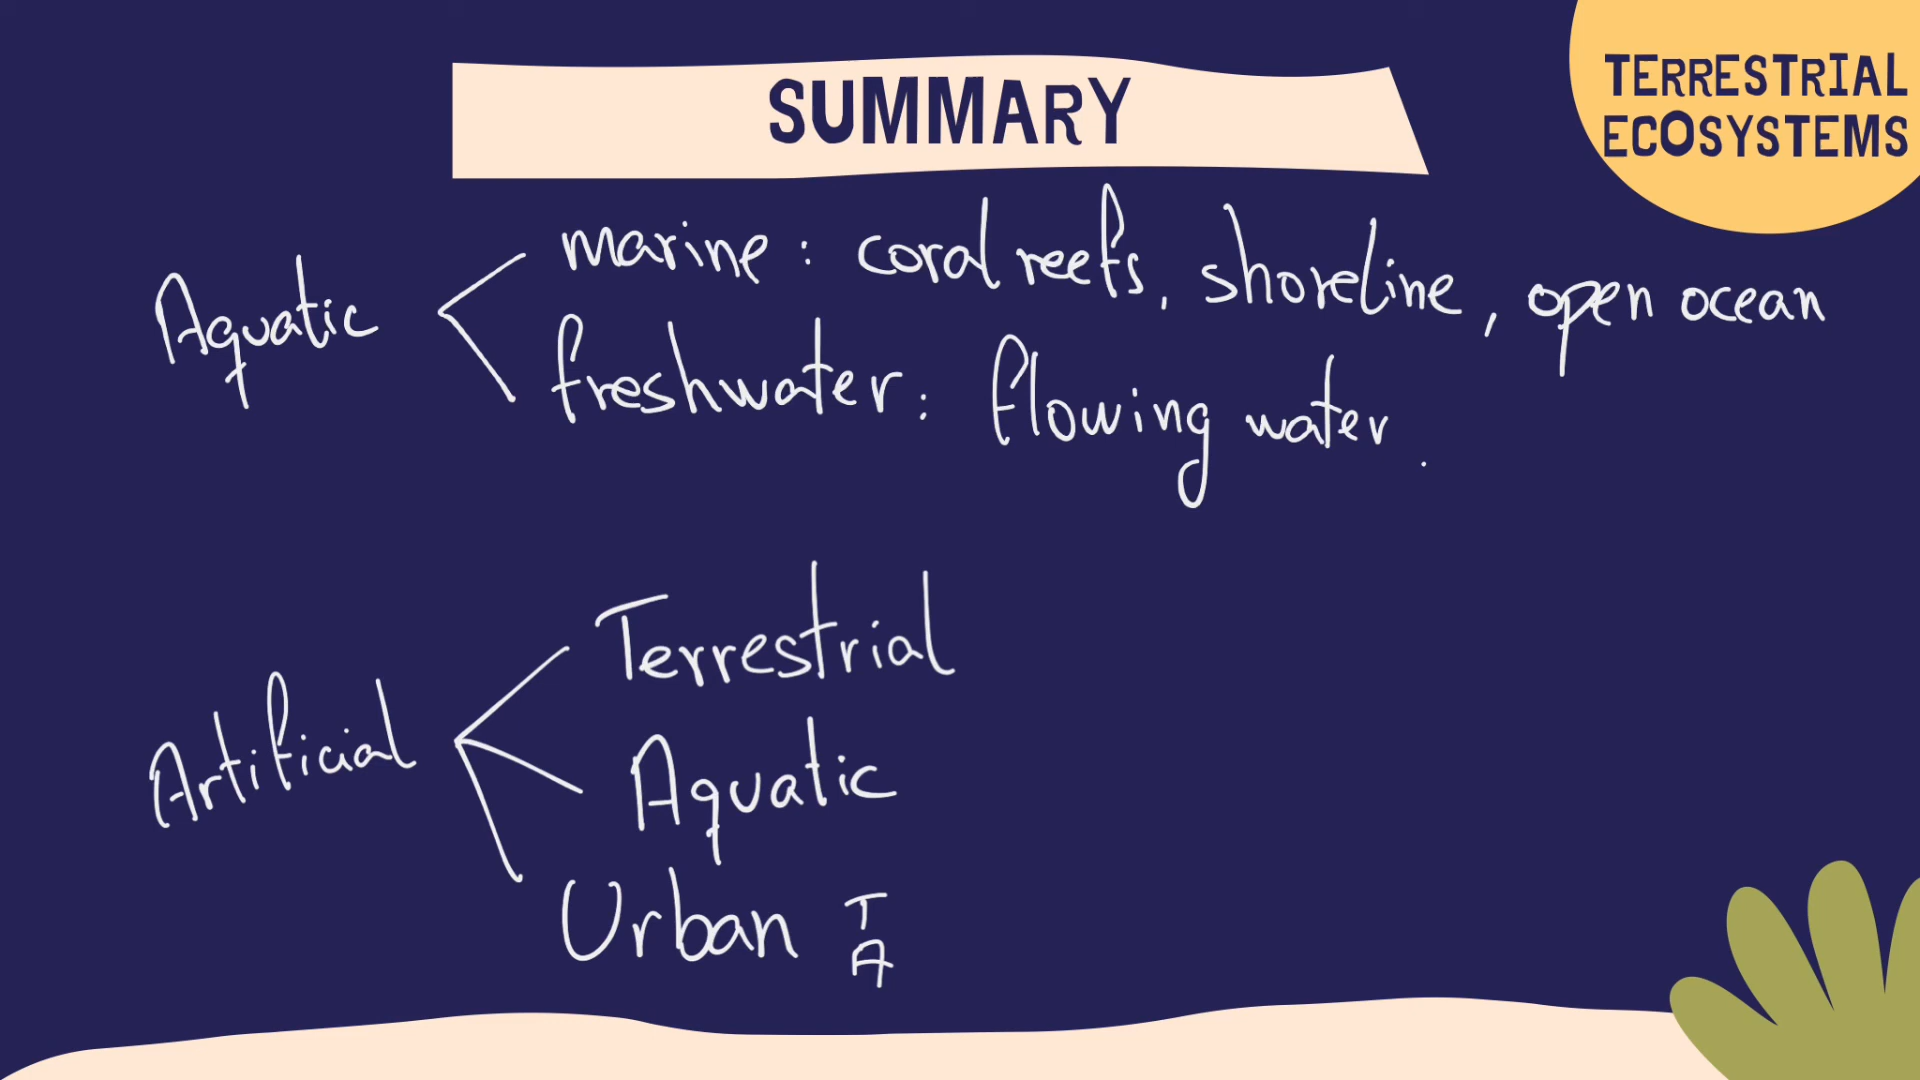 SUMMARY
TERRESTRIAL
ECOSYSTEMS
Aquatic
marine: coral reefs, shoreline, open ocean
freshwater: flowing water.
Artificial
Terrestrial
Aquatic
Urban T
A